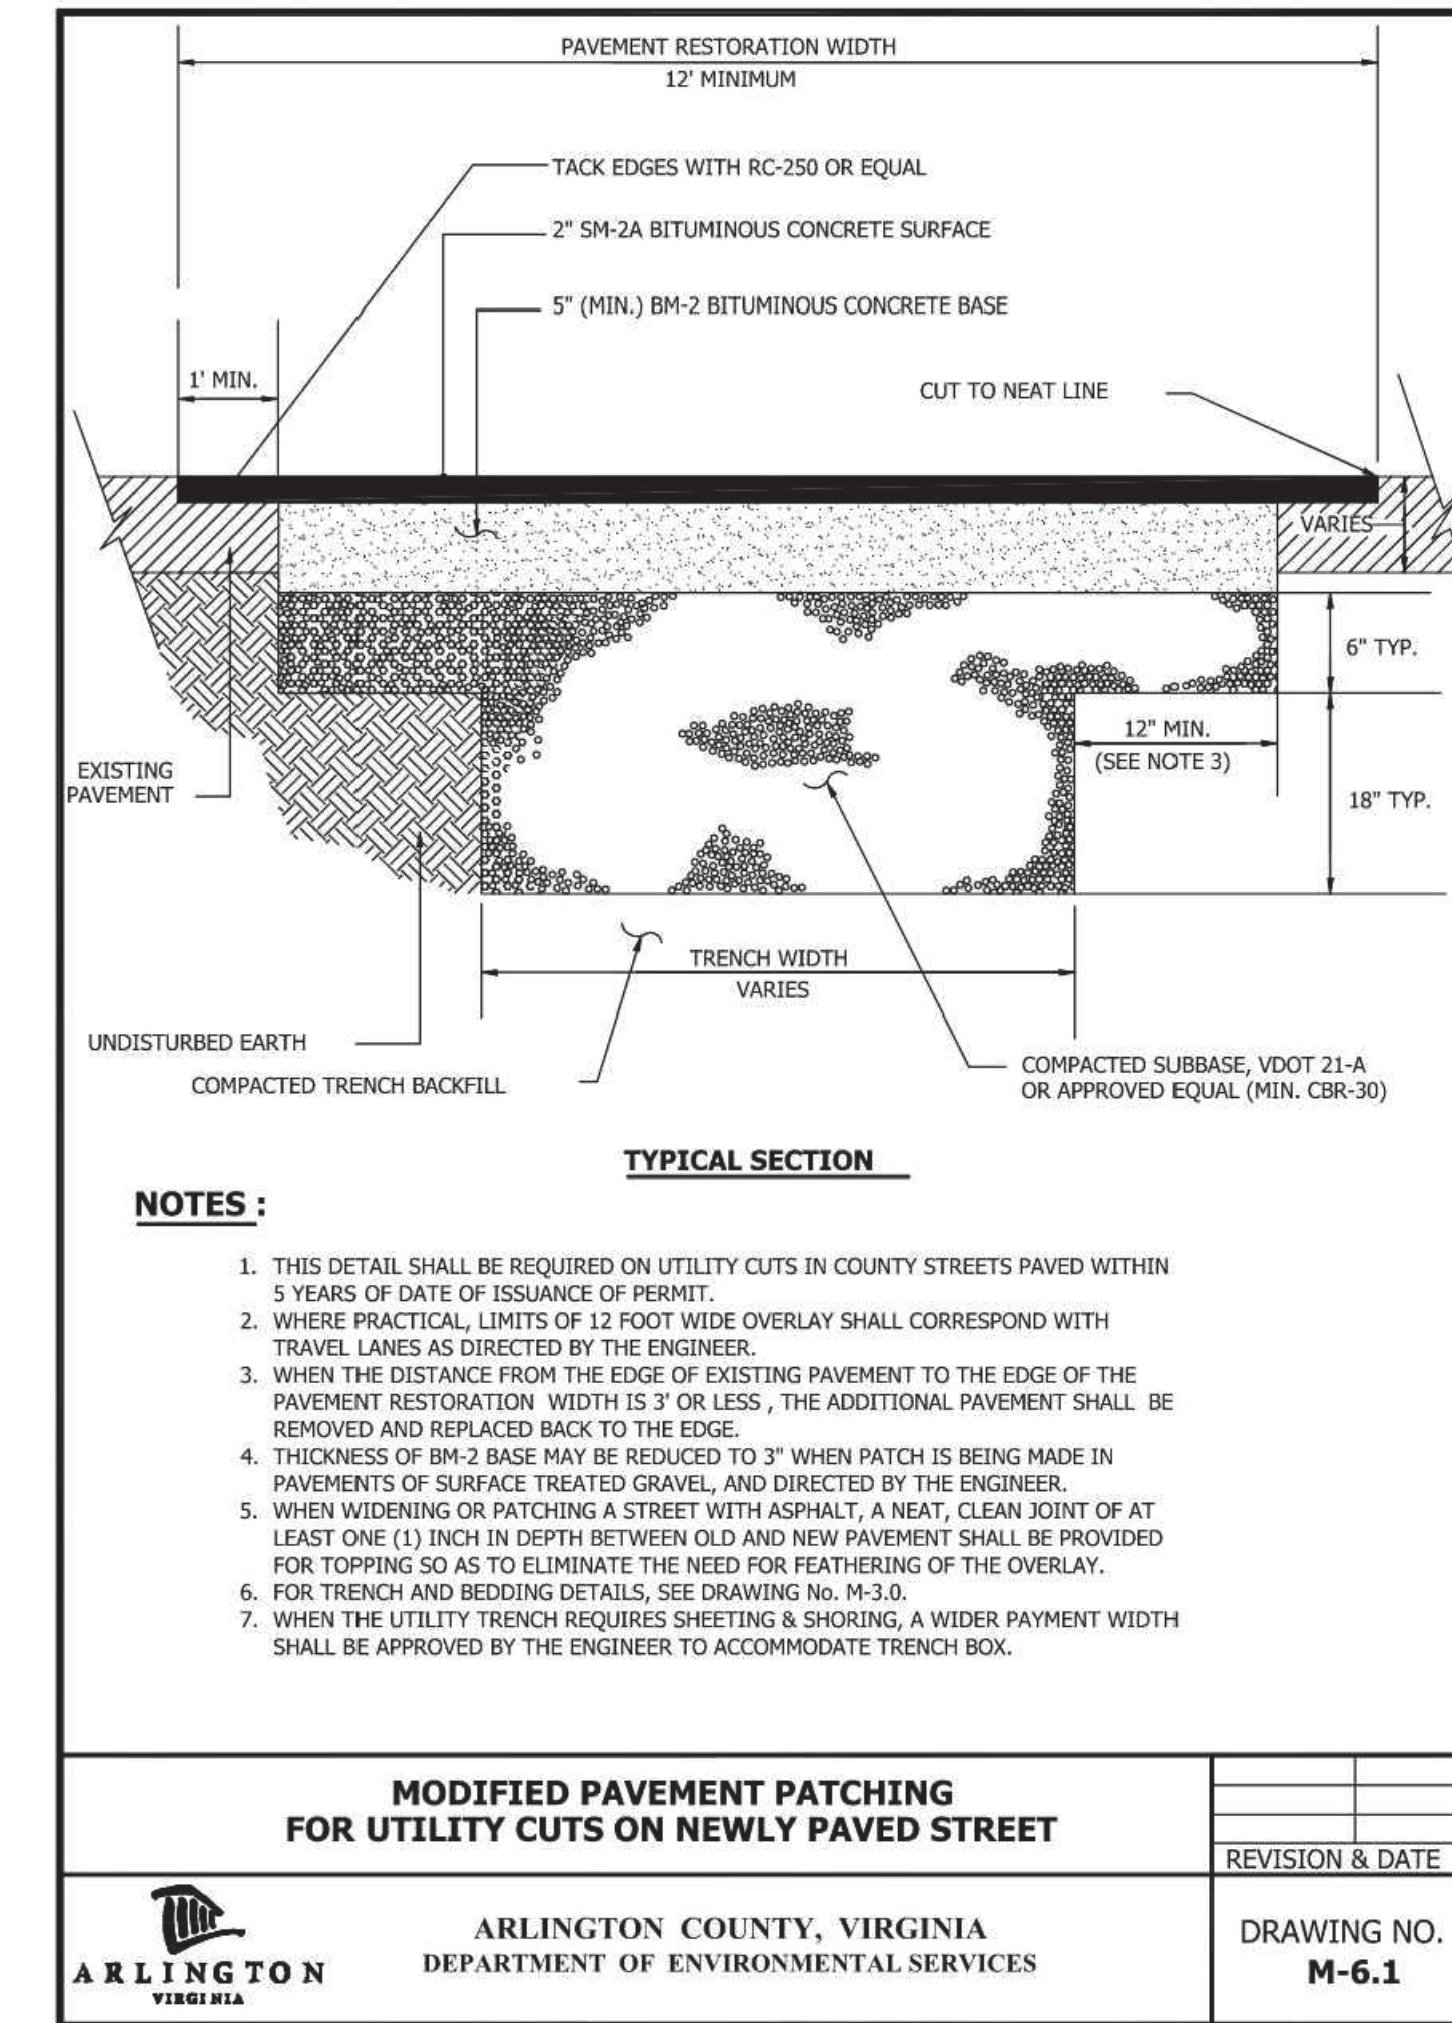 PAVEMENT RESTORATION WIDTH
12' MINIMUM
TACK EDGES WITH RC-250 OR EQUAL
2" SM-2A BITUMINOUS CONCRETE SURFACE
5" (MIN.) BM-2 BITUMINOUS CONCRETE BASE
1' MIN.
CUT TO NEAT LINE
VARIES
6" TYP.
12" MIN.
(SEE NOTE 3)
EXISTING
PAVEMENT
18" TYP.
TRENCH WIDTH
VARIES
UNDISTURBED EARTH
COMPACTED TRENCH BACKFILL
COMPACTED SUBBASE, VDOT 21-A
OR APPROVED EQUAL (MIN. CBR-30)
TYPICAL SECTION
NOTES :
1. THIS DETAIL SHALL BE REQUIRED ON UTILITY CUTS IN COUNTY STREETS PAVED WITHIN
5 YEARS OF DATE OF ISSUANCE OF PERMIT.
2. WHERE PRACTICAL, LIMITS OF 12 FOOT WIDE OVERLAY SHALL CORRESPOND WITH
TRAVEL LANES AS DIRECTED BY THE ENGINEER.
3. WHEN THE DISTANCE FROM THE EDGE OF EXISTING PAVEMENT TO THE EDGE OF THE
PAVEMENT RESTORATION WIDTH IS 3' OR LESS , THE ADDITIONAL PAVEMENT SHALL BE
REMOVED AND REPLACED BACK TO THE EDGE.
4. THICKNESS OF BM-2 BASE MAY BE REDUCED TO 3" WHEN PATCH IS BEING MADE IN
PAVEMENTS OF SURFACE TREATED GRAVEL, AND DIRECTED BY THE ENGINEER.
5. WHEN WIDENING OR PATCHING A STREET WITH ASPHALT, A NEAT, CLEAN JOINT OF AT
LEAST ONE (1) INCH IN DEPTH BETWEEN OLD AND NEW PAVEMENT SHALL BE PROVIDED
FOR TOPPING SO AS TO ELIMINATE THE NEED FOR FEATHERING OF THE OVERLAY.
6. FOR TRENCH AND BEDDING DETAILS, SEE DRAWING No. M-3.0.
7. WHEN THE UTILITY TRENCH REQUIRES SHEETING & SHORING, A WIDER PAYMENT WIDTH
SHALL BE APPROVED BY THE ENGINEER TO ACCOMMODATE TRENCH BOX.
MODIFIED PAVEMENT PATCHING
FOR UTILITY CUTS ON NEWLY PAVED STREET
REVISION & DATE
ARLINGTON
VIRGINIA
ARLINGTON COUNTY, VIRGINIA
DEPARTMENT OF ENVIRONMENTAL SERVICES
DRAWING NO.
M-6.1